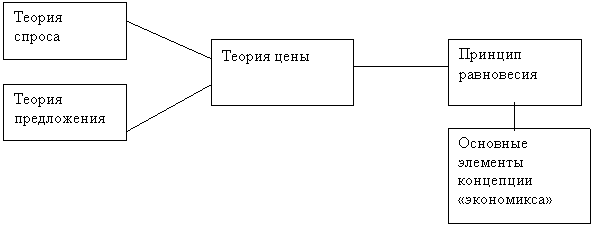 Теория
спроса
Теория
предложения
Теория цены
Принцип
равновесия
Основные
элементы
концепции
«экономикса»